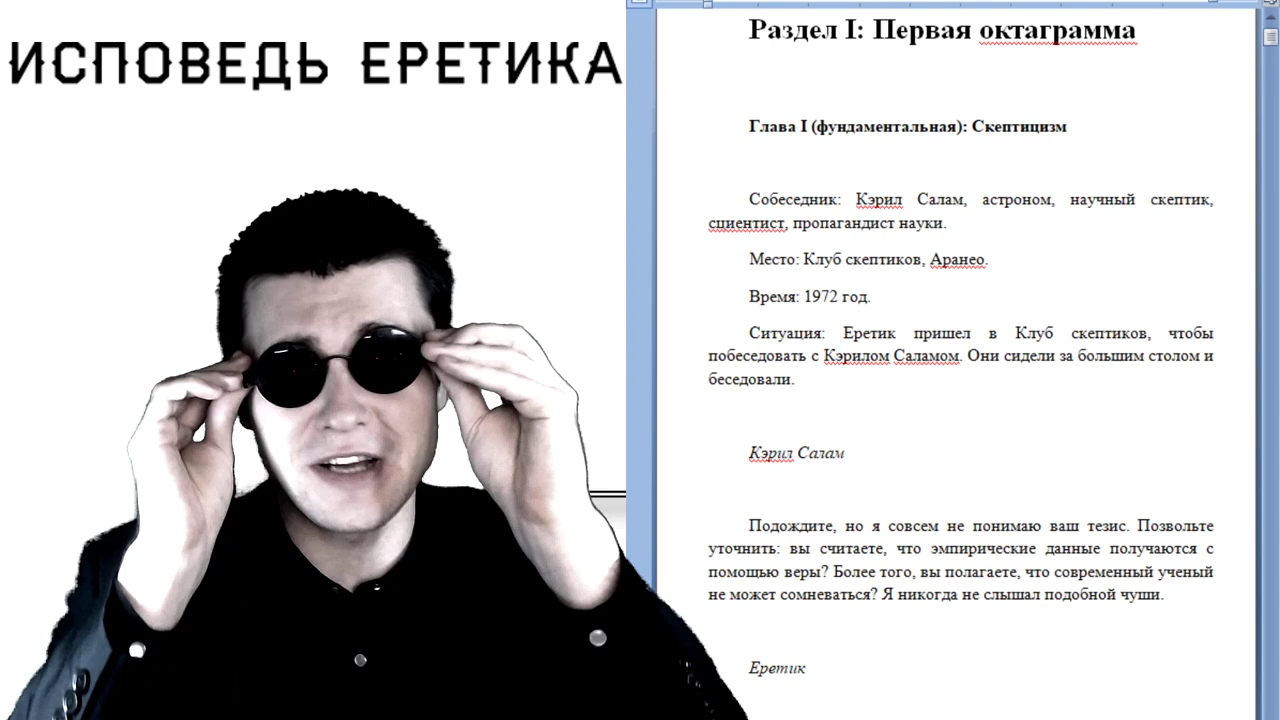 ИСПОВЕДЬ ЕРЕТИКА
Раздел I: Первая октаграмма
Глава I (фундаментальная): Скептицизм
Собеседник: Кэрил Салам, астроном, научный скептик,
сциентист, пропагандист науки.
Место: Клуб скептиков, Аранео.
Время: 1972 год.
Ситуация: Еретик пришел в Клуб скептиков, чтобы
побеседовать с Кэрилом Саламом. Они сидели за большим столом и
беседовали.
Кэрил Салам
Подождите, но я совсем не понимаю ваш тезис. Позвольте
уточнить: вы считаете, что эмпирические данные получаются с
помощью веры? Более того, вы полагаете, что современный ученый
не может сомневаться? Я никогда не слышал подобной чуши.
Еретик